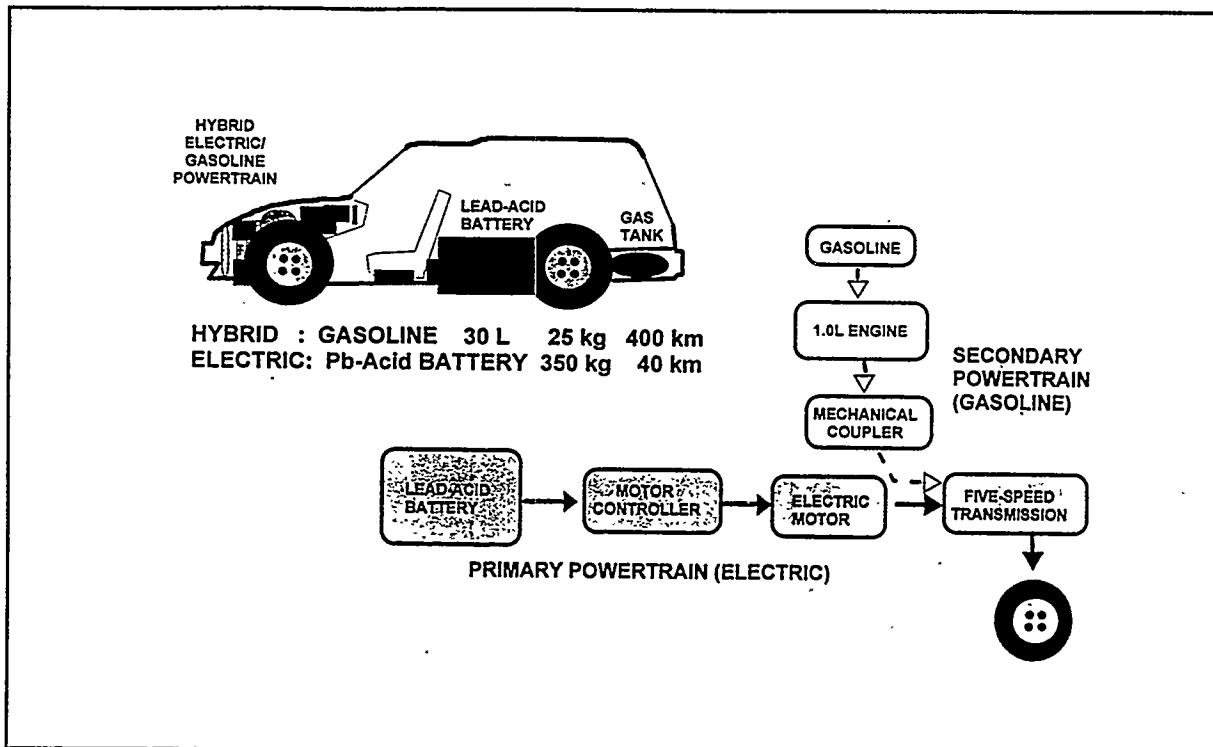 HYBRID
ELECTRIC/
GASOLINE
POWERTRAIN
LEAD-ACID
BATTERY
GAS
TANK
HYBRID : GASOLINE 30 L 25 kg 400 km
ELECTRIC: Pb-Acid BATTERY 350 kg 40 km
GASOLINE
1.0L ENGINE
MECHANICAL
COUPLER
SECONDARY
POWERTRAIN
(GASOLINE)
LEAD-ACID
BATTERY
MOTOR
CONTROLLER
ELECTRIC
MOTOR
FIVE-SPEED
TRANSMISSION
PRIMARY POWERTRAIN (ELECTRIC)